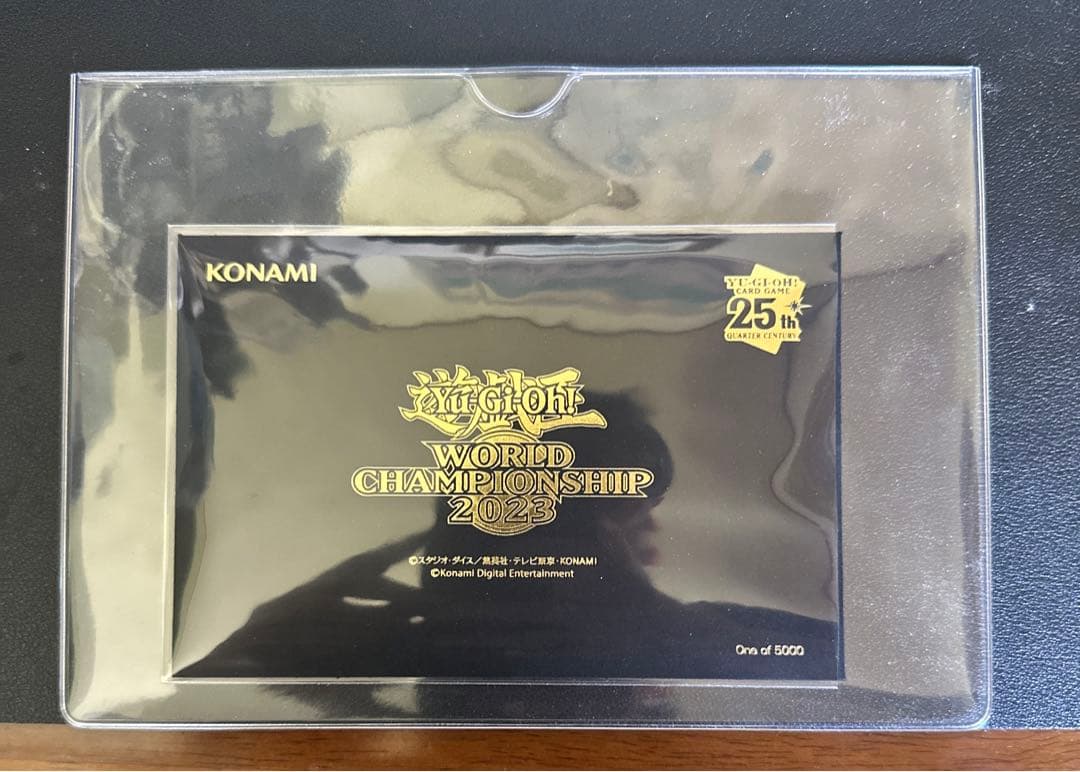 KONAMI
YU-GI-OH!
CARD GAME
25th
QUARTER CENTURY
遊戯王
Yu-Gi-Oh!
WORLD
CHAMPIONSHIP
2023
©スタジオ・ダイス／集英社・テレビ東京・KONAMI
©Konami Digital Entertainment
One of 5000